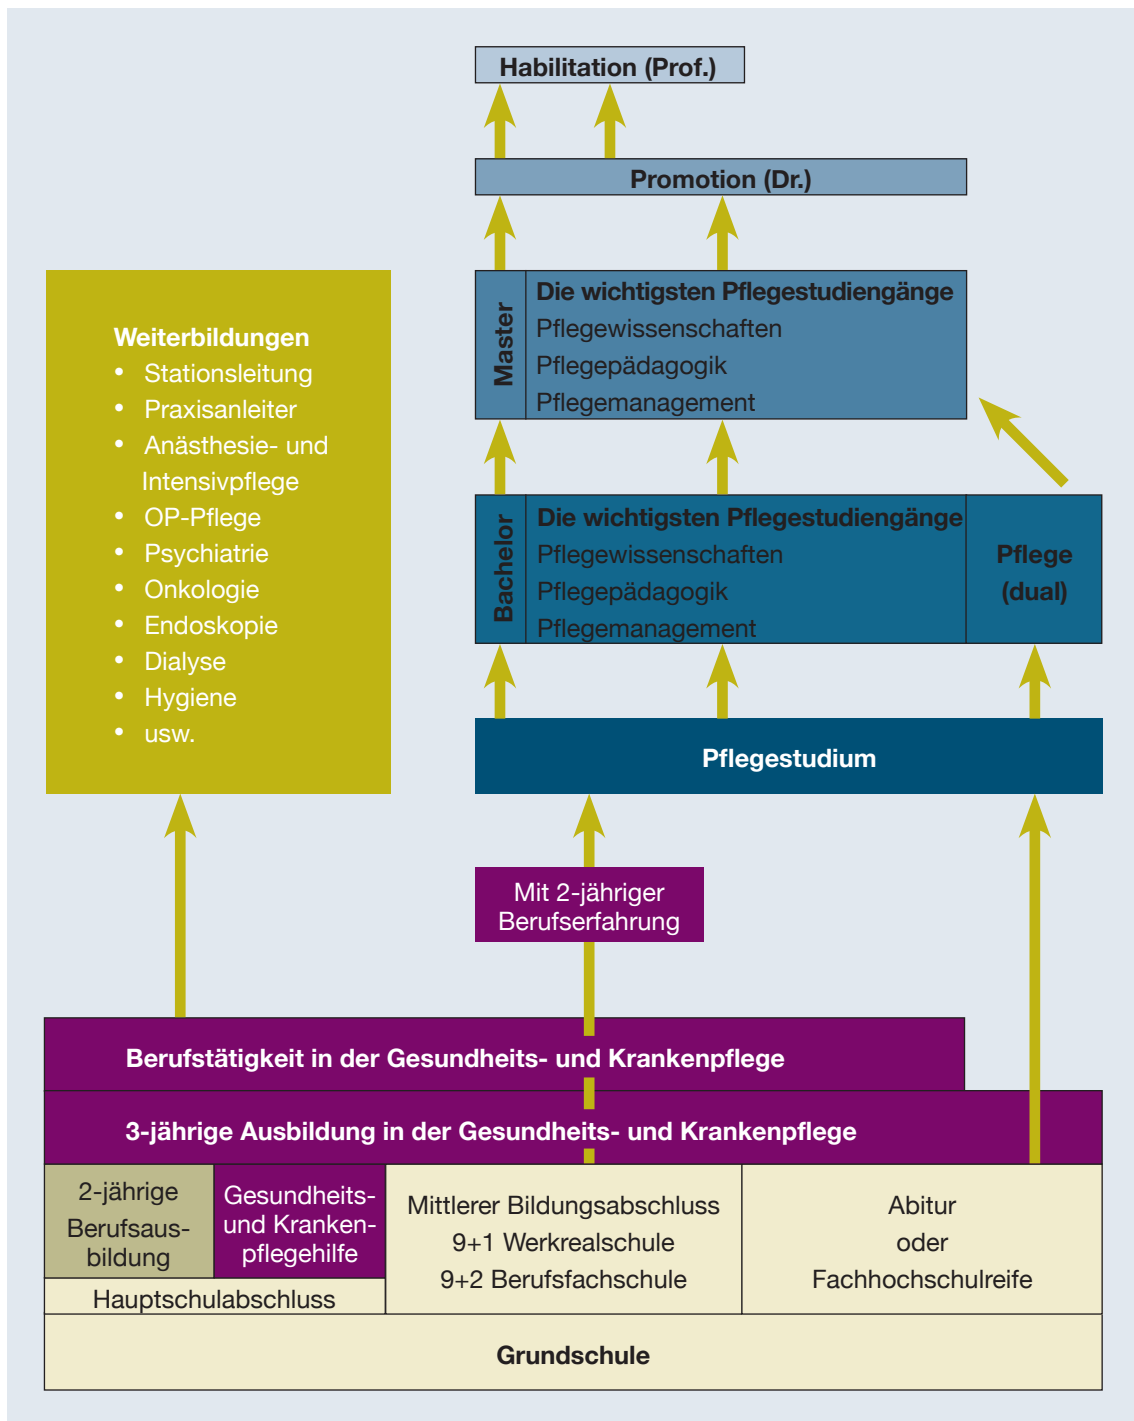 Habilitation (Prof.)
Promotion (Dr.)
Master
Die wichtigsten Pflegestudiengänge
Pflegewissenschaften
Pflegepädagogik
Pflegemanagement
Weiterbildungen
• Stationsleitung
• Praxisanleiter
• Anästhesie- und
Intensivpflege
• OP-Pflege
• Psychiatrie
• Onkologie
• Endoskopie
• Dialyse
• Hygiene
• usw.
Bachelor
Die wichtigsten Pflegestudiengänge
Pflegewissenschaften
Pflegepädagogik
Pflegemanagement
Pflege
(dual)
Pflegestudium
Mit 2-jähriger
Berufserfahrung
Berufstätigkeit in der Gesundheits- und Krankenpflege
3-jährige Ausbildung in der Gesundheits- und Krankenpflege
2-jährige
Berufsaus-
bildung
Gesundheits-
und Kranken-
pflegehilfe
Hauptschulabschluss
Mittlerer Bildungsabschluss
9+1 Werkrealschule
9+2 Berufsfachschule
Abitur
oder
Fachhochschulreife
Grundschule